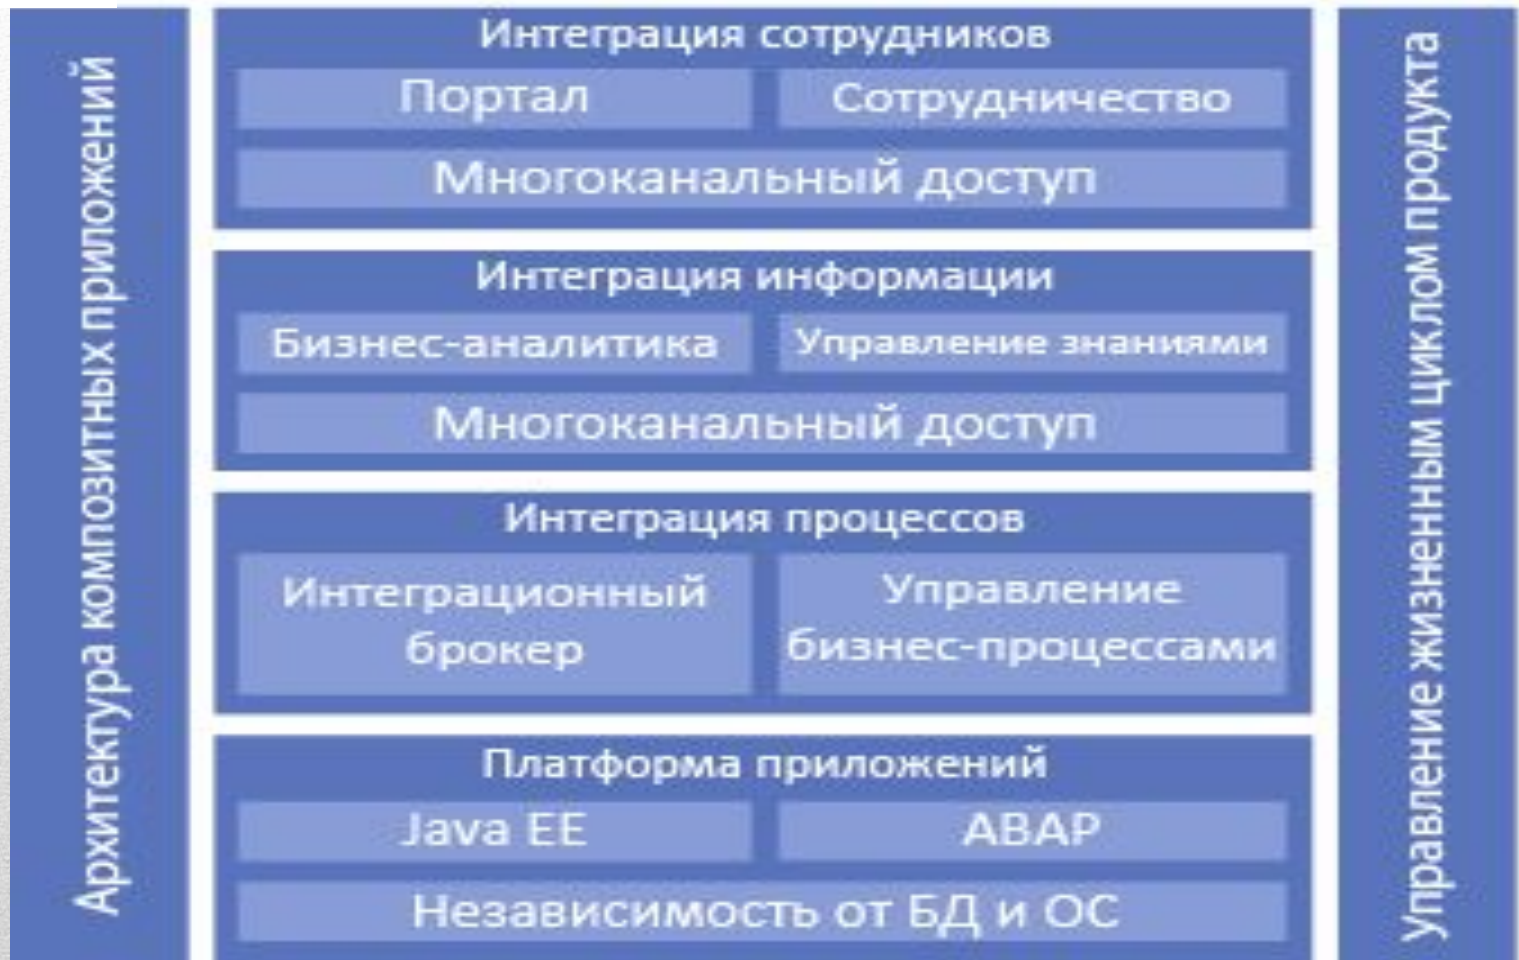 Архитектура композитных приложений
Интеграция сотрудников
Портал
Сотрудничество
Многоканальный доступ
Интеграция информации
Бизнес-аналитика
Управление знаниями
Многоканальный доступ
Интеграция процессов
Интеграционный
брокер
Управление
бизнес-процессами
Платформа приложений
Java EE
ABAP
Независимость от БД и ОС
Управление жизненным циклом продукта